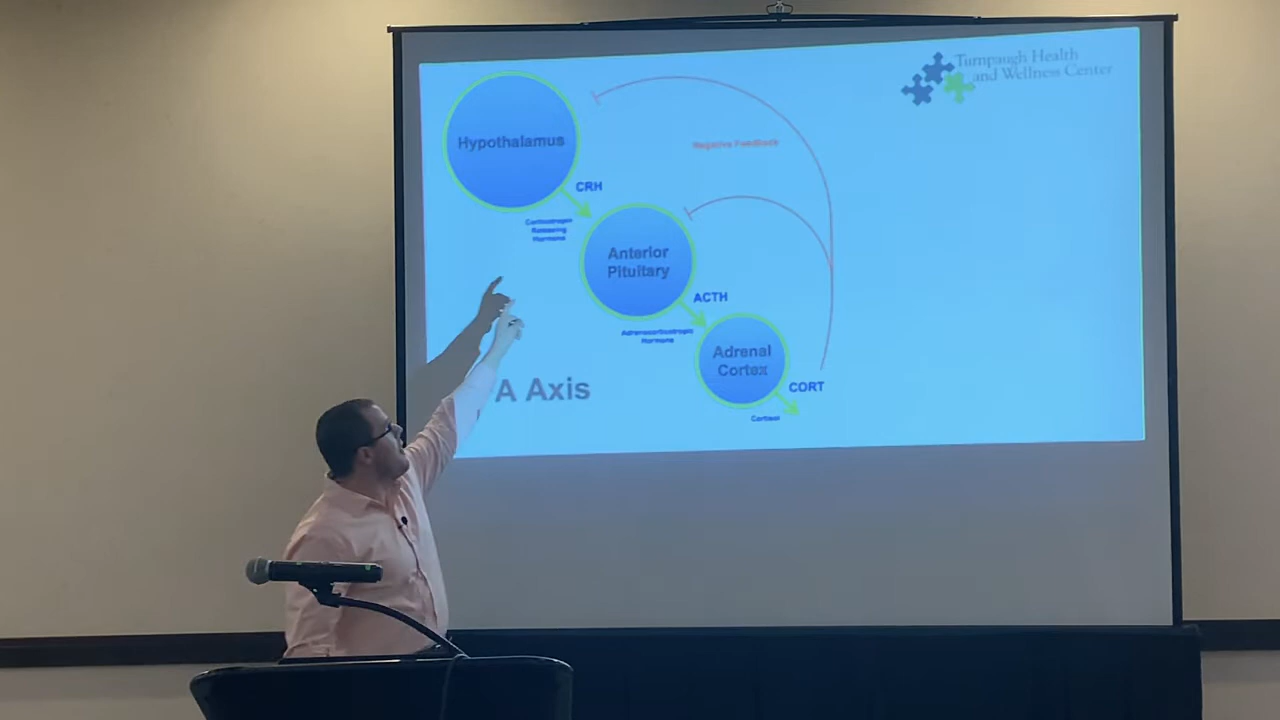 Turnpaugh Health
and Wellness Center
Hypothalamus
Negative Feedback
CRH
Corticotropin
Releasing
Hormone
Anterior
Pituitary
ACTH
Adrenocorticotropic
Hormone
Adrenal
Cortex
CORT
Cortisol
A Axis